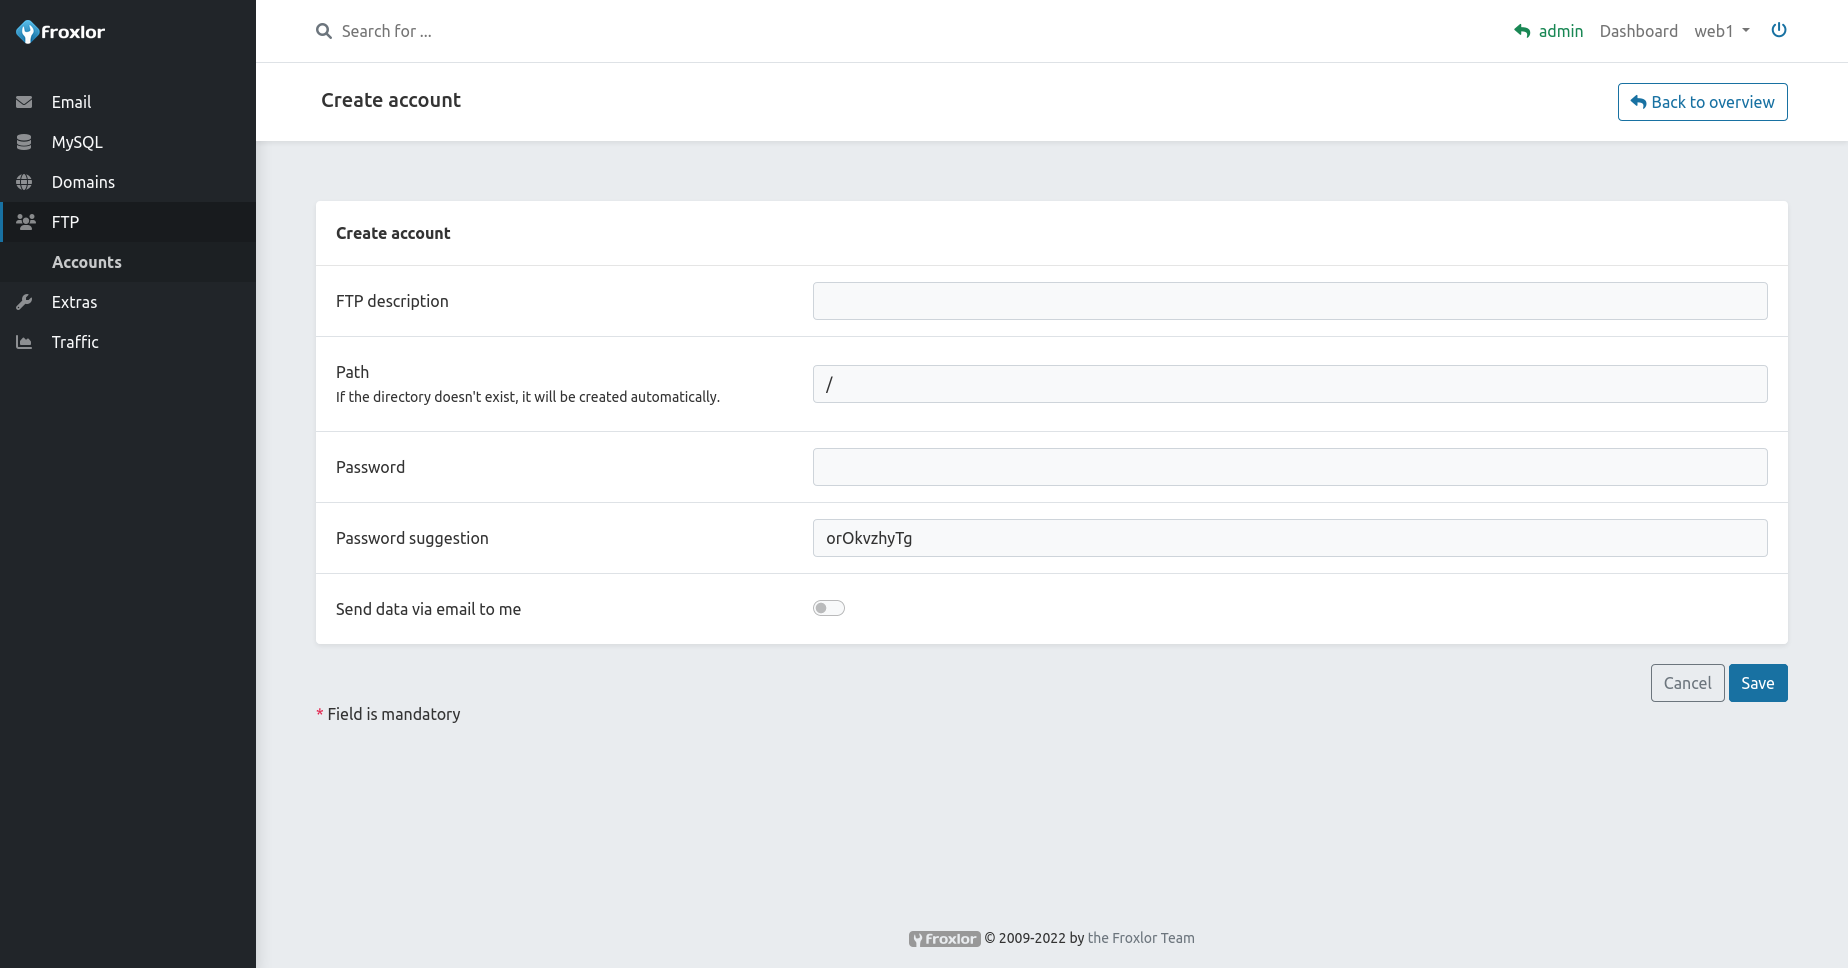 froxlor
Search for ...
admin Dashboard web1
Email
MySQL
Domains
FTP
Accounts
Extras
Traffic
Create account
Back to overview
Create account
FTP description
Path
If the directory doesn't exist, it will be created automatically.
/
Password
Password suggestion
orOkvzhyTg
Send data via email to me
Cancel Save
* Field is mandatory
froxlor © 2009-2022 by the Froxlor Team